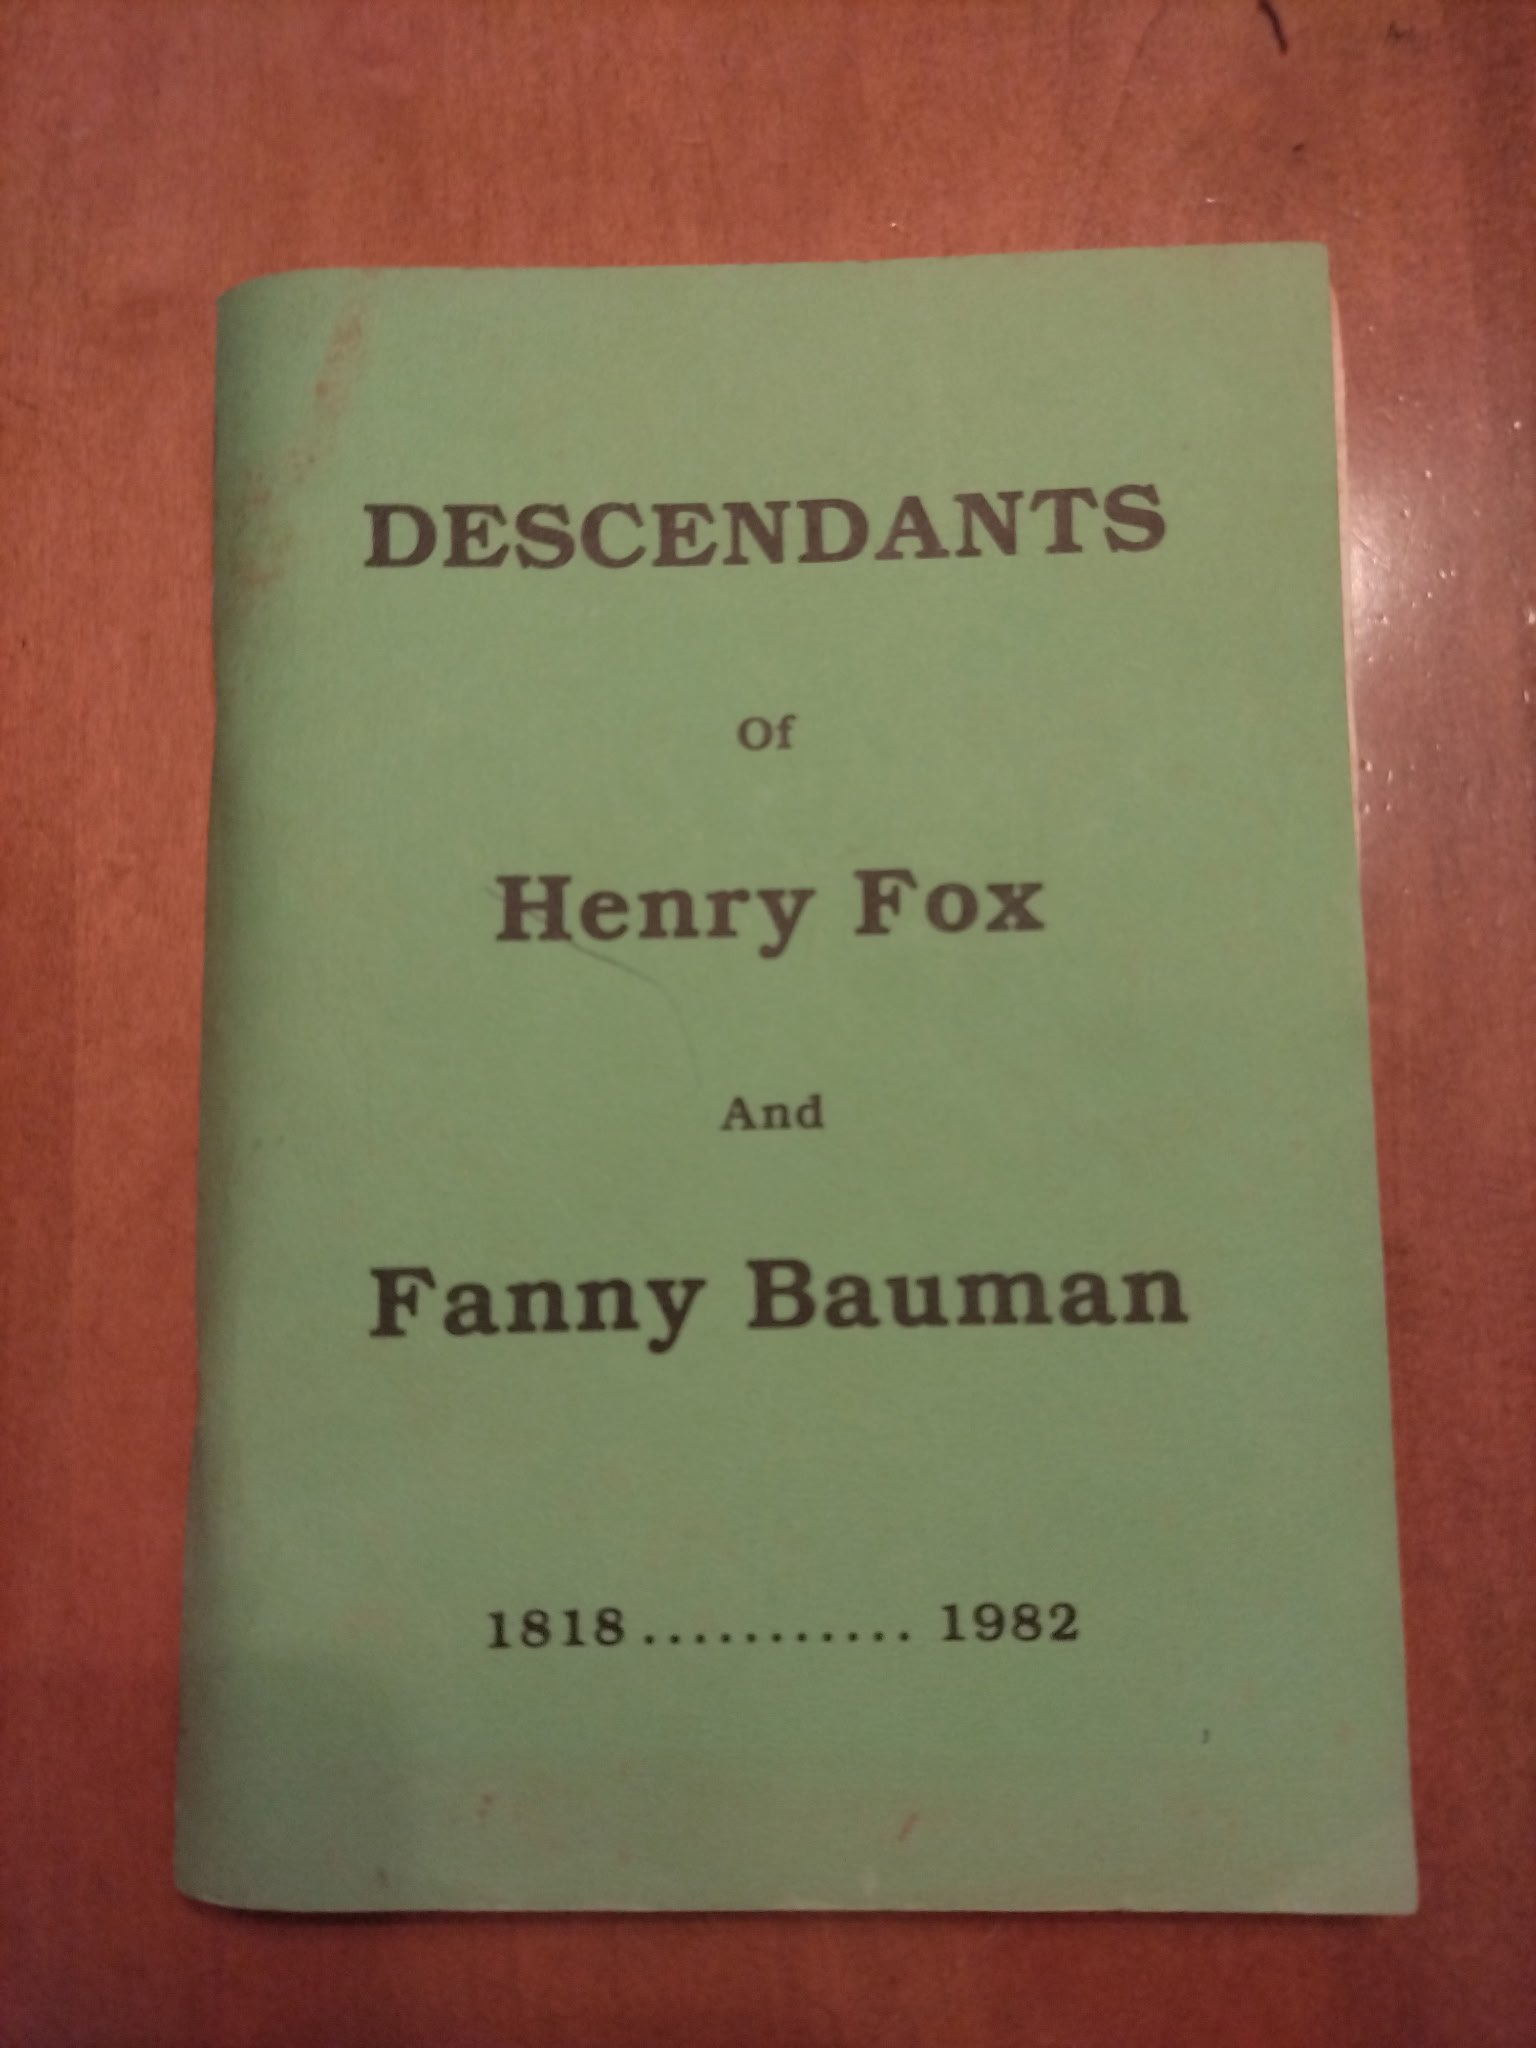 DESCENDANTS
Of
Henry Fox
And
Fanny Bauman
1818........... 1982